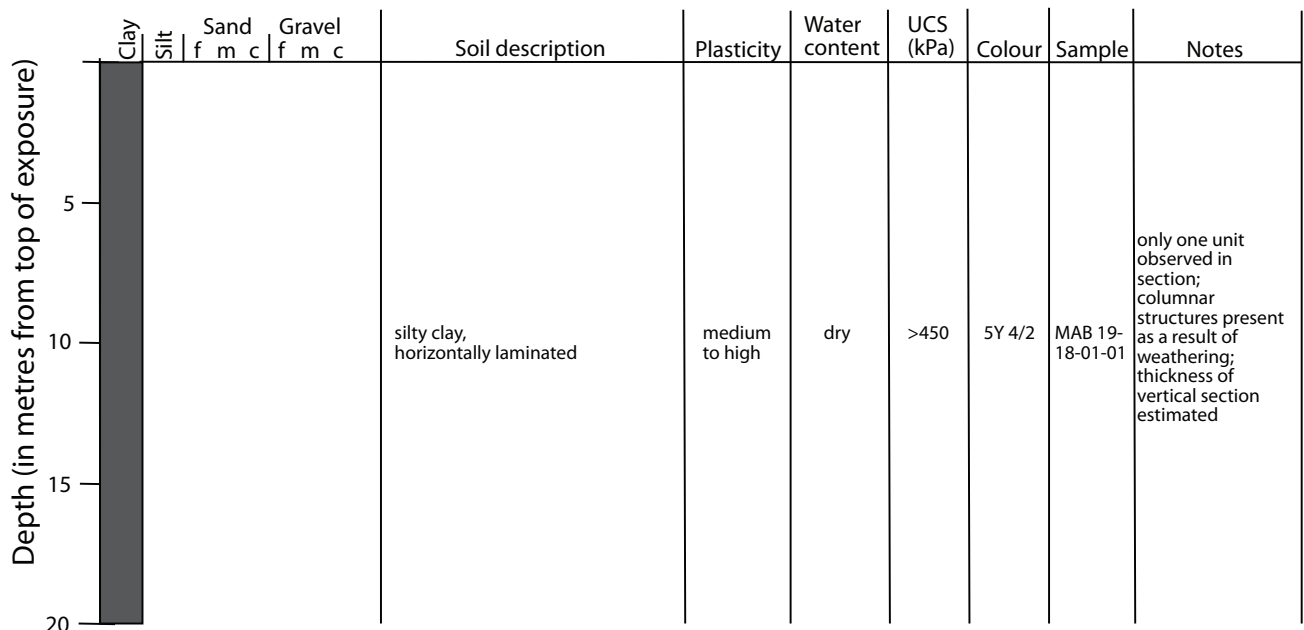 Clay
Silt
Sand
f m c
Gravel
f m c
Soil description
Plasticity
Water
content
UCS
(kPa)
Colour
Sample
Notes
Depth (in metres from top of exposure)
5
10
15
20
silty clay,
horizontally laminated
medium
to high
dry
>450
5Y 4/2
MAB 19-
18-01-01
only one unit
observed in
section;
columnar
structures present
as a result of
weathering;
thickness of
vertical section
estimated